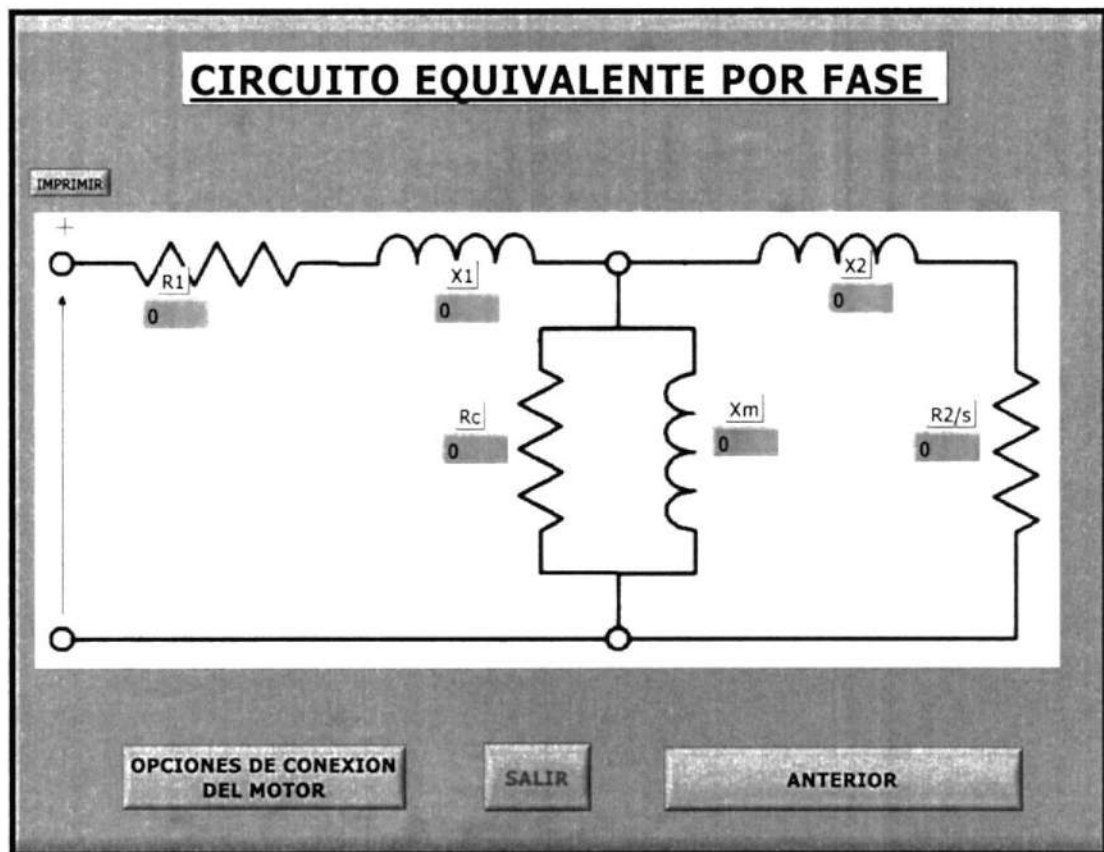 CIRCUITO EQUIVALENTE POR FASE
IMPRIMIR
+
R1
0
X1
0
X2
0
Rc
0
Xm
0
R2/s
0
OPCIONES DE CONEXION
DEL MOTOR
SALIR
ANTERIOR